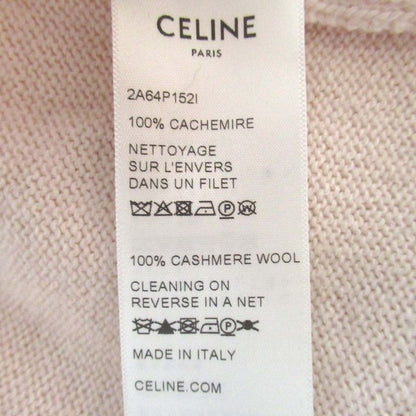 CELINE
PARIS
2A64P152I
100% CACHEMIRE
NETTOYAGE
SUR L'ENVERS
DANS UN FILET
100% CASHMERE WOOL
CLEANING ON
REVERSE IN A NET
MADE IN ITALY
CELINE.COM